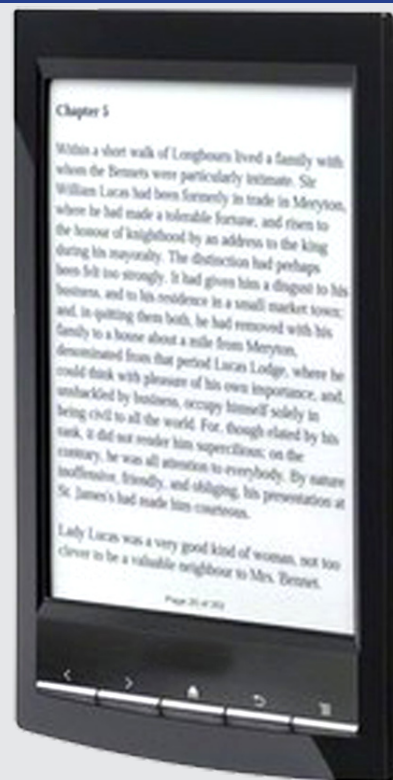 Chapter 5
Within a short walk of Longbourn lived a family with
whom the Bennets were particularly intimate. Sir
William Lucas had been formerly in trade in Meryton,
where he had made a tolerable fortune, and risen to
the honour of knighthood by an address to the king
during his mayoralty. The distinction had perhaps
been felt too strongly. It had given him a disgust to his
business, and to his residence in a small market town;
and, in quitting them both, he had removed with his
family to a house about a mile from Meryton,
denominated from that period Lucas Lodge, where he
could think with pleasure of his own importance, and,
unshackled by business, occupy himself solely in
being civil to all the world. For, though elated by his
rank, it did not render him supercilious; on the
contrary, he was all attention to everybody. By nature
inoffensive, friendly, and obliging, his presentation at
St. James's had made him courteous.
Lady Lucas was a very good kind of woman, not too
clever to be a valuable neighbour to Mrs. Bennet.
Page of